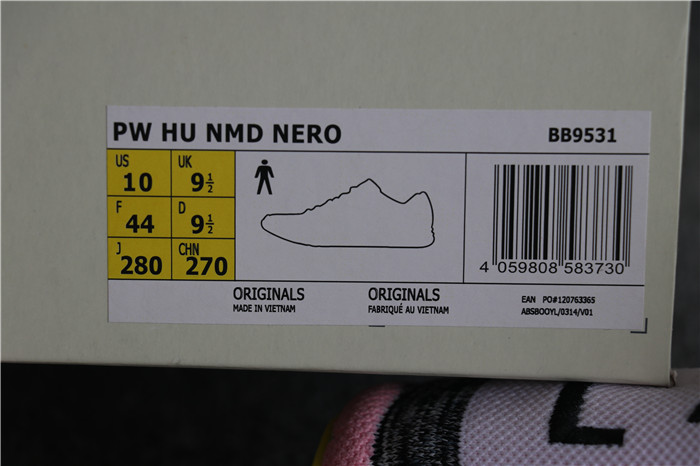 PW HU NMD NERO BB9531
US UK
10 9½
F D
44 9½
J CHN
280 270
4 059808 583730
ORIGINALS ORIGINALS
MADE IN VIETNAM FABRIQUÉ AU VIETNAM
EAN PO#120763365
ABSBOOYL/0314/V01